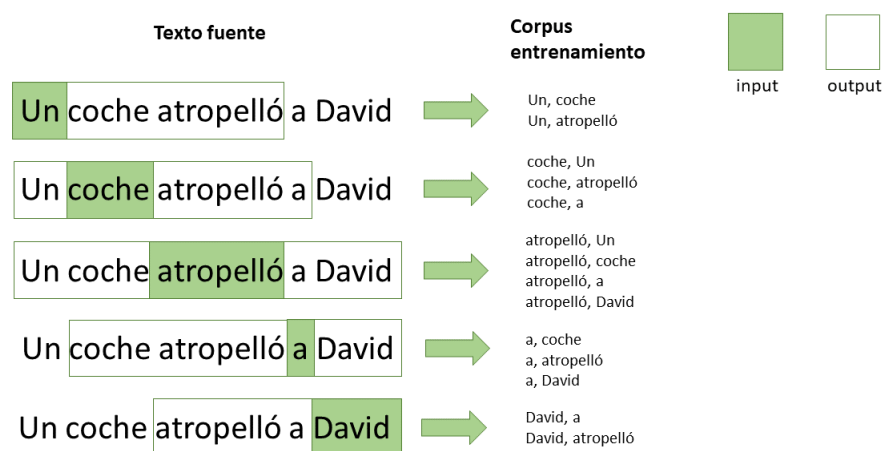 Texto fuente
Corpus
entrenamiento
input
output
Un coche atropelló a David
Un, coche
Un, atropelló
Un coche atropelló a David
coche, Un
coche, atropelló
coche, a
Un coche atropelló a David
atropelló, Un
atropelló, coche
atropelló, a
atropelló, David
Un coche atropelló a David
a, coche
a, atropelló
a, David
Un coche atropelló a David
David, a
David, atropelló